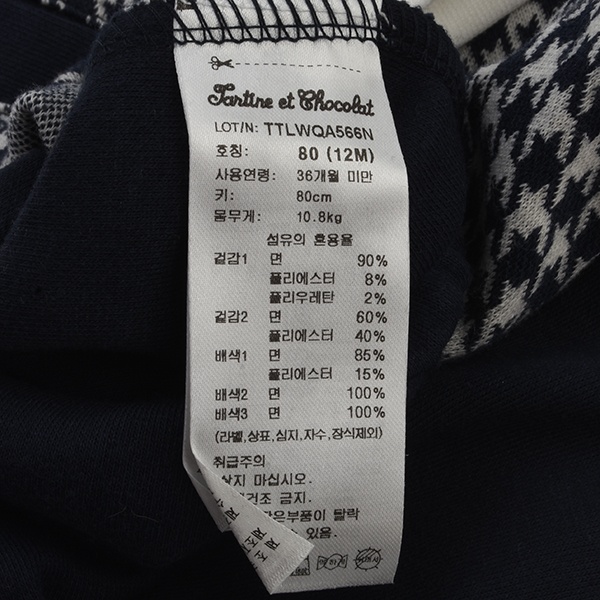 Tartine et Chocolat
LOT/N: TTLWQA566N
호칭: 80 (12M)
사용연령: 36개월 미만
키: 80cm
몸무게: 10.8kg
섬유의 혼용율
겉감1 면 90%
폴리에스터 8%
폴리우레탄 2%
겉감2 면 60%
폴리에스터 40%
배색1 면 85%
폴리에스터 15%
배색2 면 100%
배색3 면 100%
(라벨,상표,심지,자수,장식제외)
취급주의
마십시오.
금지.
탈락
있음.